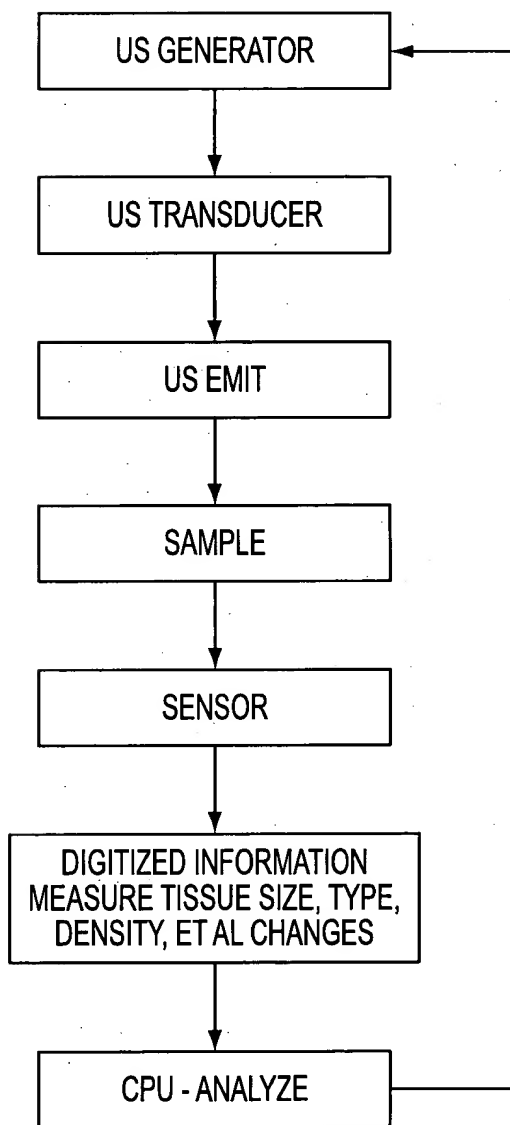 US GENERATOR
US TRANSDUCER
US EMIT
SAMPLE
SENSOR
DIGITIZED INFORMATION
MEASURE TISSUE SIZE, TYPE,
DENSITY, ET AL CHANGES
CPU - ANALYZE